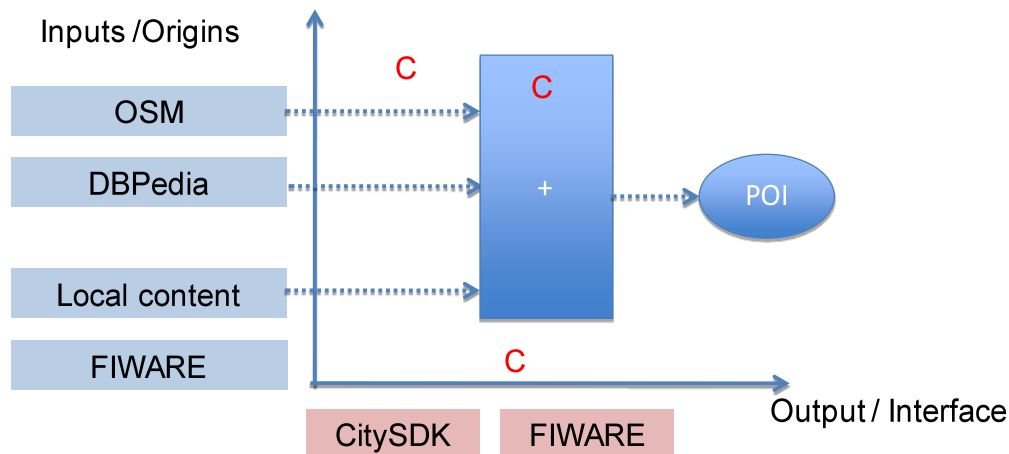 Inputs /Origins
C
C
OSM
DBPedia
+
POI
Local content
FIWARE
C
Output / Interface
CitySDK
FIWARE